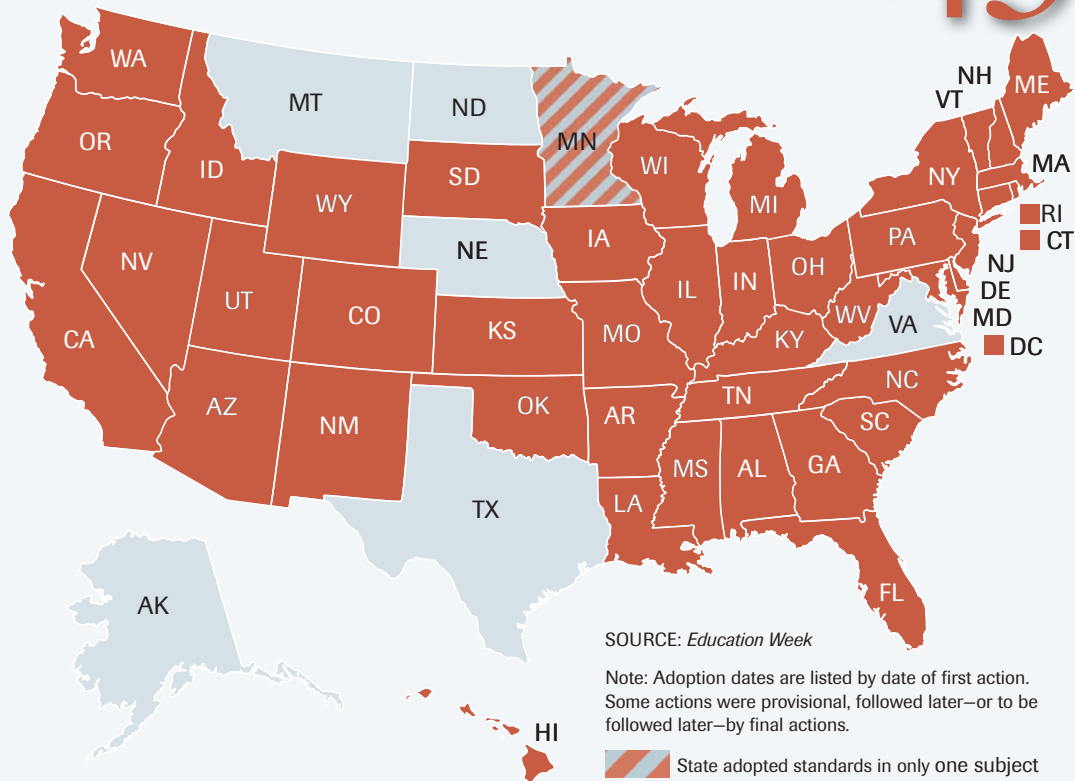 WA
MT
ND
MN
OR
ID
WY
SD
WI
MI
NY
VT
NH
ME
MA
RI
CT
NV
UT
CO
NE
IA
IL
IN
OH
PA
NJ
DE
MD
DC
CA
KS
MO
KY
WV
VA
AZ
NM
OK
AR
TN
NC
SC
TX
LA
MS
AL
GA
FL
AK
HI
SOURCE: Education Week
Note: Adoption dates are listed by date of first action.
Some actions were provisional, followed later—or to be
followed later—by final actions.
State adopted standards in only one subject